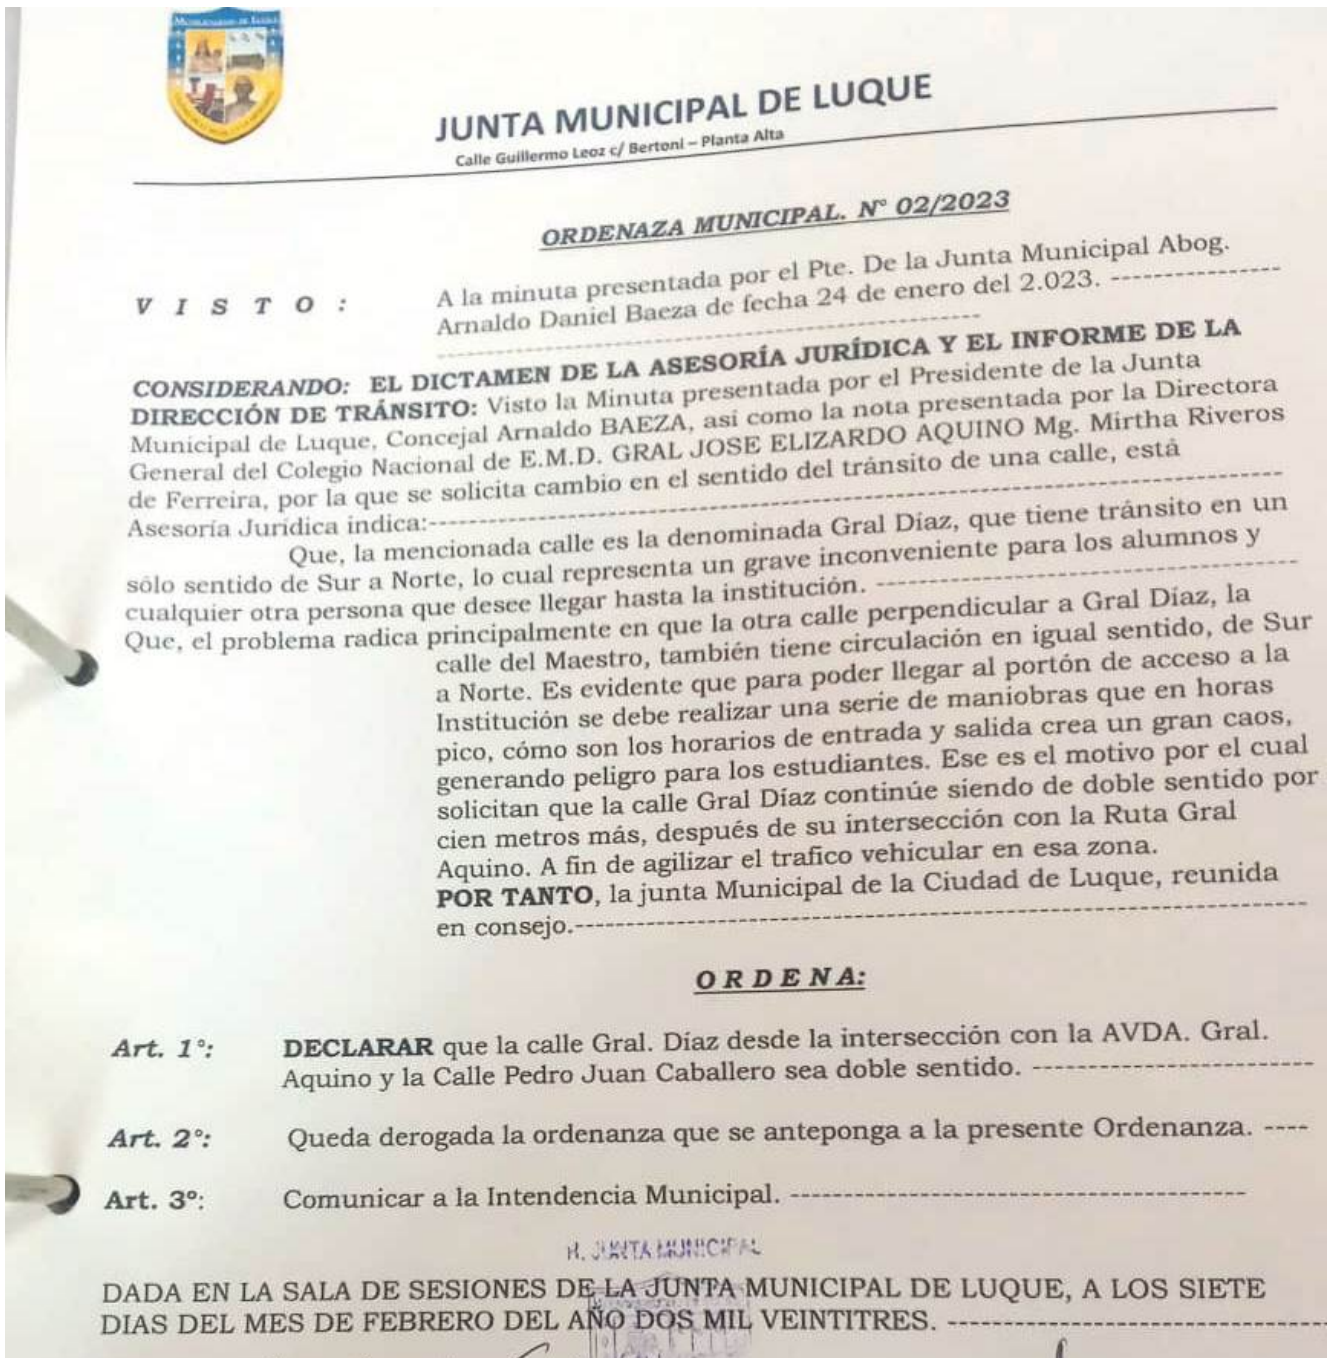 MUNICIPALIDAD DE LUQUE
JUNTA MUNICIPAL DE LUQUE
Calle Guillermo Leoz c/ Bertoni – Planta Alta
ORDENAZA MUNICIPAL. N° 02/2023
V I S T O :
A la minuta presentada por el Pte. De la Junta Municipal Abog.
Arnaldo Daniel Baeza de fecha 24 de enero del 2.023. ----------------
--------------------------------------------------
CONSIDERANDO: EL DICTAMEN DE LA ASESORÍA JURÍDICA Y EL INFORME DE LA
DIRECCIÓN DE TRÁNSITO: Visto la Minuta presentada por el Presidente de la Junta
Municipal de Luque, Concejal Arnaldo BAEZA, así como la nota presentada por la Directora
General del Colegio Nacional de E.M.D. GRAL JOSE ELIZARDO AQUINO Mg. Mirtha Riveros
de Ferreira, por la que se solicita cambio en el sentido del tránsito de una calle, está
Asesoría Jurídica indica:--------------------------------------------------------------------------------
Que, la mencionada calle es la denominada Gral Díaz, que tiene tránsito en un
sólo sentido de Sur a Norte, lo cual representa un grave inconveniente para los alumnos y
cualquier otra persona que desee llegar hasta la institución. ---------------------------------------
Que, el problema radica principalmente en que la otra calle perpendicular a Gral Díaz, la
calle del Maestro, también tiene circulación en igual sentido, de Sur
a Norte. Es evidente que para poder llegar al portón de acceso a la
Institución se debe realizar una serie de maniobras que en horas
pico, cómo son los horarios de entrada y salida crea un gran caos,
generando peligro para los estudiantes. Ese es el motivo por el cual
solicitan que la calle Gral Díaz continúe siendo de doble sentido por
cien metros más, después de su intersección con la Ruta Gral
Aquino. A fin de agilizar el trafico vehicular en esa zona.
POR TANTO, la junta Municipal de la Ciudad de Luque, reunida
en consejo.-----------------------------------------------------------------------
O R D E N A:
Art. 1°: DECLARAR que la calle Gral. Díaz desde la intersección con la AVDA. Gral.
Aquino y la Calle Pedro Juan Caballero sea doble sentido. --------------------------
Art. 2°: Queda derogada la ordenanza que se anteponga a la presente Ordenanza. ----
Art. 3°: Comunicar a la Intendencia Municipal. ------------------------------------------
H. JUNTA MUNICIPAL
DADA EN LA SALA DE SESIONES DE LA JUNTA MUNICIPAL DE LUQUE, A LOS SIETE
DIAS DEL MES DE FEBRERO DEL AÑO DOS MIL VEINTITRES. -----------------------------------